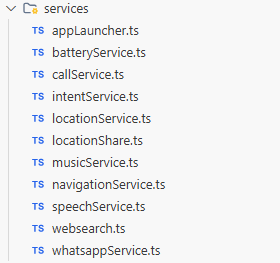 services
TS appLauncher.ts
TS batteryService.ts
TS callService.ts
TS intentService.ts
TS locationService.ts
TS locationShare.ts
TS musicService.ts
TS navigationService.ts
TS speechService.ts
TS websearch.ts
TS whatsappService.ts